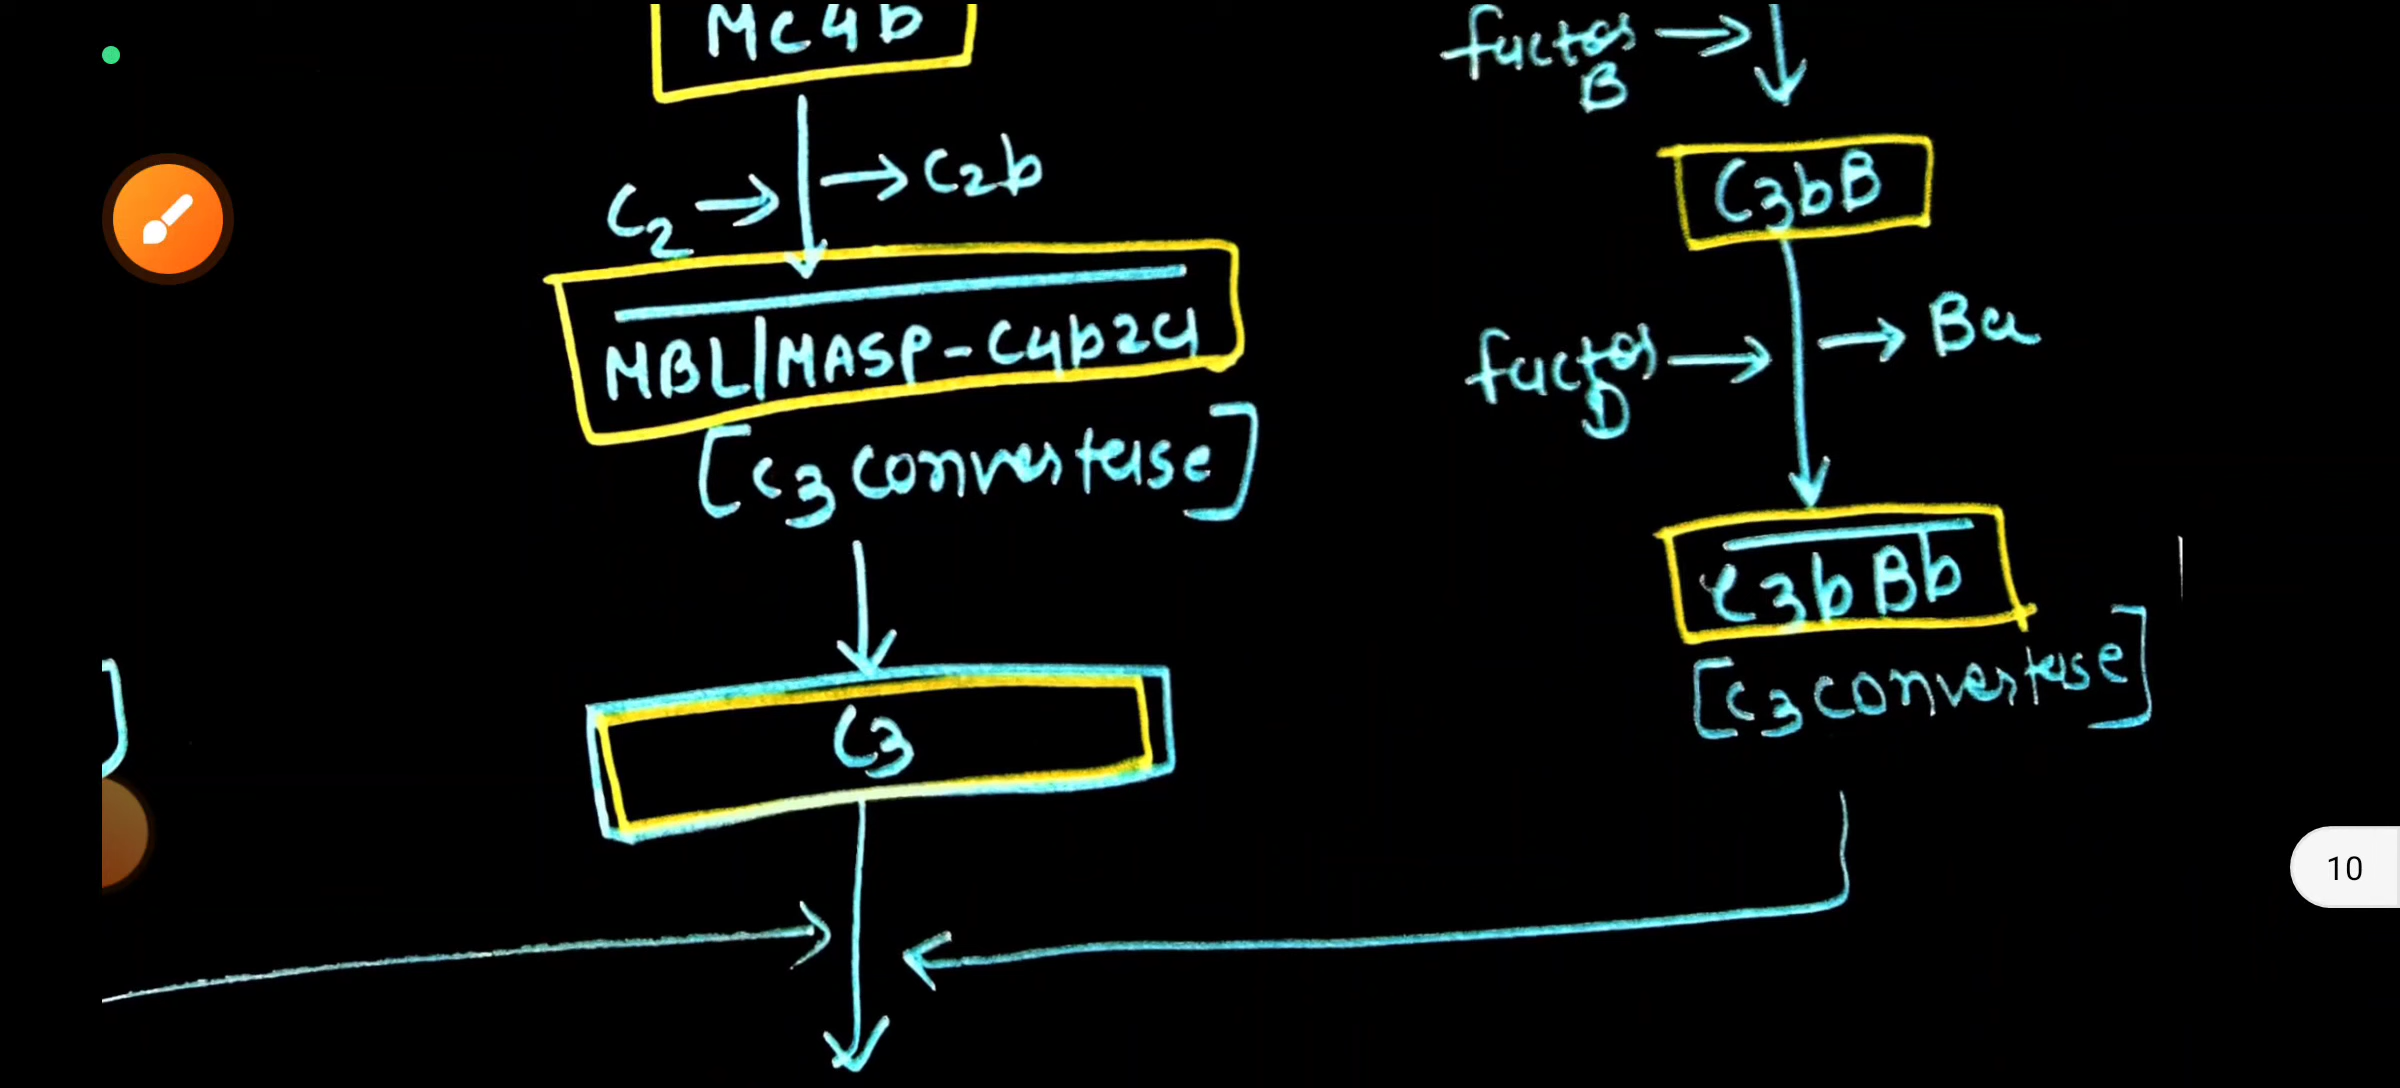 MC4b
C2 → → C2b
MBL/MASP-C4b2a
[C3 convertase]
C3
factor → B
C3bB
factor → D → Ba
C3bBb
[C3 convertase]
10